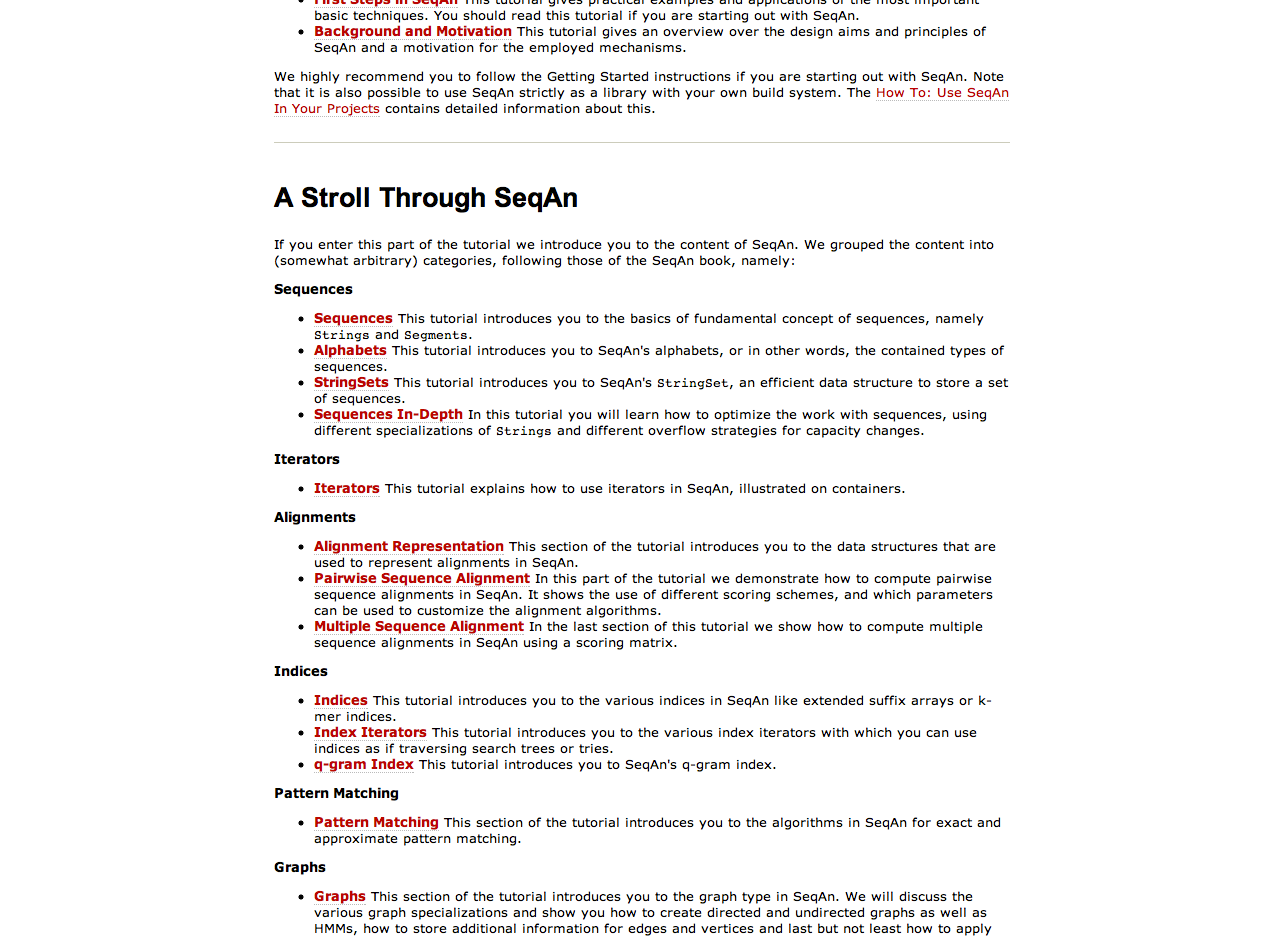 First Steps in SeqAn This tutorial gives practical examples and applications of the most important
basic techniques. You should read this tutorial if you are starting out with SeqAn.
Background and Motivation This tutorial gives an overview over the design aims and principles of
SeqAn and a motivation for the employed mechanisms.
We highly recommend you to follow the Getting Started instructions if you are starting out with SeqAn. Note
that it is also possible to use SeqAn strictly as a library with your own build system. The How To: Use SeqAn
In Your Projects contains detailed information about this.
A Stroll Through SeqAn
If you enter this part of the tutorial we introduce you to the content of SeqAn. We grouped the content into
(somewhat arbitrary) categories, following those of the SeqAn book, namely:
Sequences
Sequences This tutorial introduces you to the basics of fundamental concept of sequences, namely
Strings and Segments.
Alphabets This tutorial introduces you to SeqAn's alphabets, or in other words, the contained types of
sequences.
StringSets This tutorial introduces you to SeqAn's StringSet, an efficient data structure to store a set
of sequences.
Sequences In-Depth In this tutorial you will learn how to optimize the work with sequences, using
different specializations of Strings and different overflow strategies for capacity changes.
Iterators
Iterators This tutorial explains how to use iterators in SeqAn, illustrated on containers.
Alignments
Alignment Representation This section of the tutorial introduces you to the data structures that are
used to represent alignments in SeqAn.
Pairwise Sequence Alignment In this part of the tutorial we demonstrate how to compute pairwise
sequence alignments in SeqAn. It shows the use of different scoring schemes, and which parameters
can be used to customize the alignment algorithms.
Multiple Sequence Alignment In the last section of this tutorial we show how to compute multiple
sequence alignments in SeqAn using a scoring matrix.
Indices
Indices This tutorial introduces you to the various indices in SeqAn like extended suffix arrays or k-
mer indices.
Index Iterators This tutorial introduces you to the various index iterators with which you can use
indices as if traversing search trees or tries.
q-gram Index This tutorial introduces you to SeqAn's q-gram index.
Pattern Matching
Pattern Matching This section of the tutorial introduces you to the algorithms in SeqAn for exact and
approximate pattern matching.
Graphs
Graphs This section of the tutorial introduces you to the graph type in SeqAn. We will discuss the
various graph specializations and show you how to create directed and undirected graphs as well as
HMMs, how to store additional information for edges and vertices and last but not least how to apply